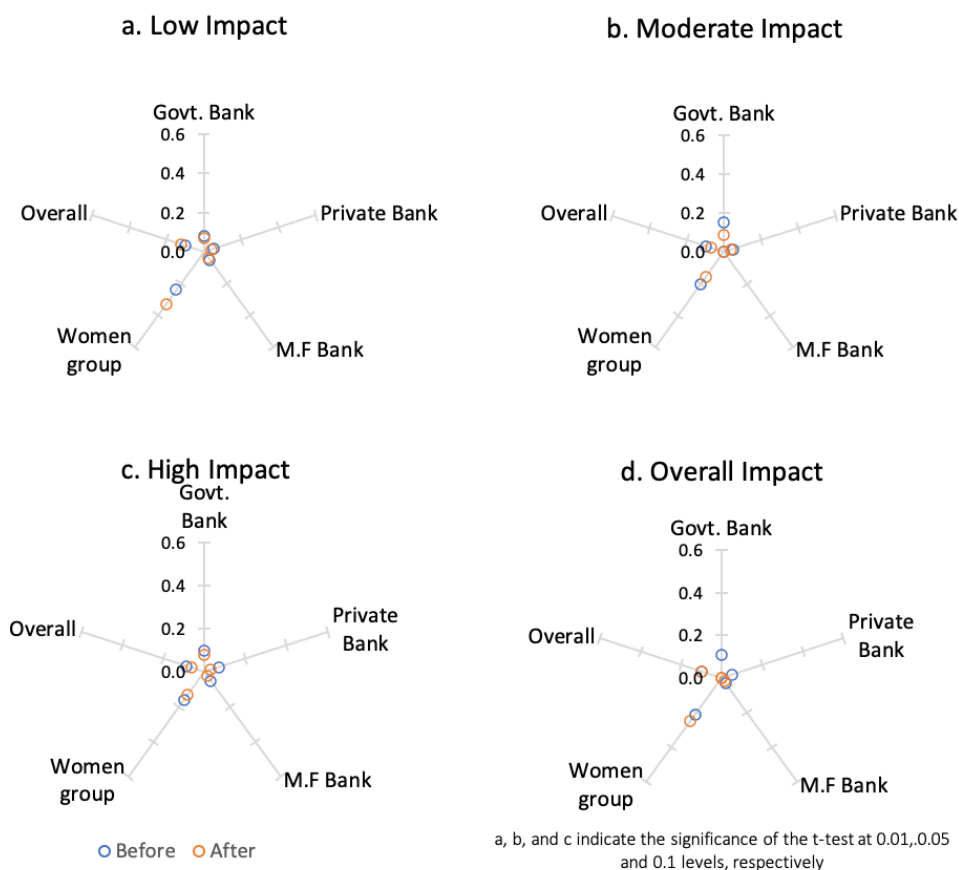 a. Low Impact
Govt. Bank
0.6
0.4
0.2
0.0
Private Bank
M.F Bank
Women
group
Overall
b. Moderate Impact
Govt. Bank
0.6
0.4
0.2
0.0
Private Bank
M.F Bank
Women
group
Overall
c. High Impact
Govt.
Bank
0.6
0.4
0.2
0.0
Private
Bank
M.F Bank
Women
group
Overall
d. Overall Impact
Govt. Bank
0.6
0.4
0.2
0.0
Private
Bank
M.F Bank
Women
group
Overall
Before After
a, b, and c indicate the significance of the t-test at 0.01,.0.05
and 0.1 levels, respectively